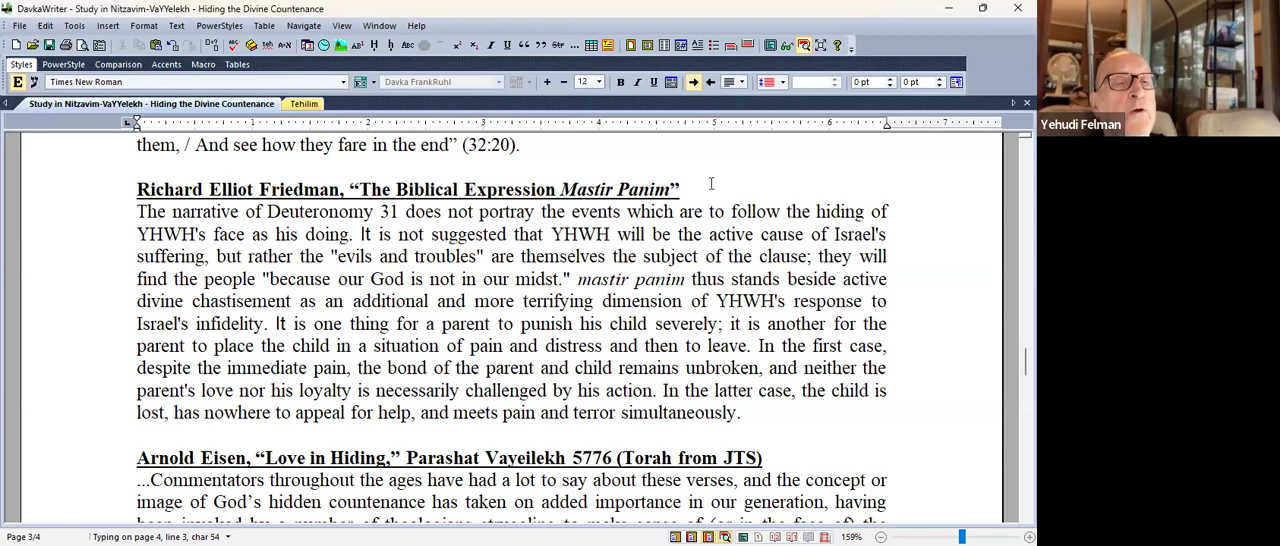 DavkaWriter - Study in Nitzavim-VaYYelekh - Hiding the Divine Countenance
File Edit Tools Insert Format Text PowerStyles Table Navigate View Window Help
Styles PowerStyle Comparison Accents Macro Tables
Times New Roman Davka FrankRuhl 12 B I U 0 pt 0 pt
Study in Nitzavim-VaYYelekh - Hiding the Divine Countenance Tehilim
1 2 3 4 5 6 7
them, / And see how they fare in the end” (32:20).
Richard Elliot Friedman, “The Biblical Expression Mastir Panim”
The narrative of Deuteronomy 31 does not portray the events which are to follow the hiding of
YHWH's face as his doing. It is not suggested that YHWH will be the active cause of Israel's
suffering, but rather the "evils and troubles" are themselves the subject of the clause; they will
find the people "because our God is not in our midst." mastir panim thus stands beside active
divine chastisement as an additional and more terrifying dimension of YHWH's response to
Israel's infidelity. It is one thing for a parent to punish his child severely; it is another for the
parent to place the child in a situation of pain and distress and then to leave. In the first case,
despite the immediate pain, the bond of the parent and child remains unbroken, and neither the
parent's love nor his loyalty is necessarily challenged by his action. In the latter case, the child is
lost, has nowhere to appeal for help, and meets pain and terror simultaneously.
Arnold Eisen, “Love in Hiding,” Parashat Vayeilekh 5776 (Torah from JTS)
...Commentators throughout the ages have had a lot to say about these verses, and the concept or
image of God’s hidden countenance has taken on added importance in our generation, having
Page 3/4 Typing on page 4, line 3, char 54 159%
Yehudi Felman